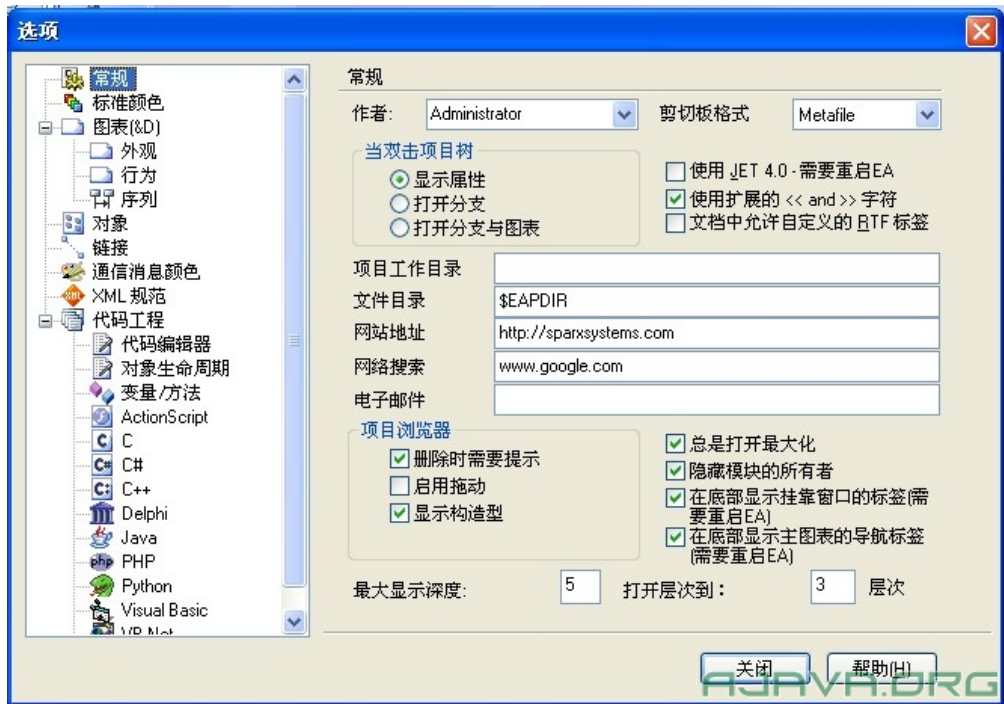 选项
常规
标准颜色
图表(&D)
外观
行为
序列
对象
链接
通信消息颜色
XML 规范
代码工程
代码编辑器
对象生命周期
变量/方法
ActionScript
C
C#
C++
Delphi
Java
PHP
Python
Visual Basic
VB.Net
常规
作者: Administrator 剪切板格式 Metafile
当双击项目树
显示属性
打开分支
打开分支与图表
使用 JET 4.0 - 需要重启EA
使用扩展的 << and >> 字符
文档中允许自定义的 RTF 标签
项目工作目录
文件目录 $EAPDIR
网站地址 http://sparxsystems.com
网络搜索 www.google.com
电子邮件
项目浏览器
删除时需要提示
启用拖动
显示构造型
总是打开最大化
隐藏模块的所有者
在底部显示挂靠窗口的标签(需
要重启EA)
在底部显示主图表的导航标签
(需要重启EA)
最大显示深度: 5 打开层次到： 3 层次
关闭 帮助(H)
AJAVA.ORG